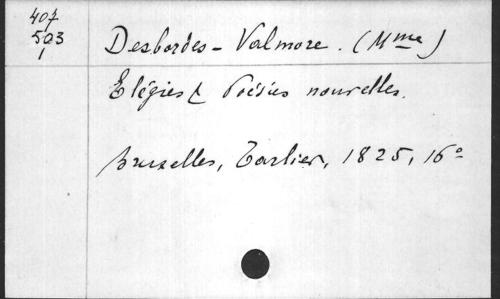 407
503
1
Desbordes-Valmore. (Mme)
Elégies & Poésies nouvelles.
Bruxelles, Tarlier, 1825, 16°